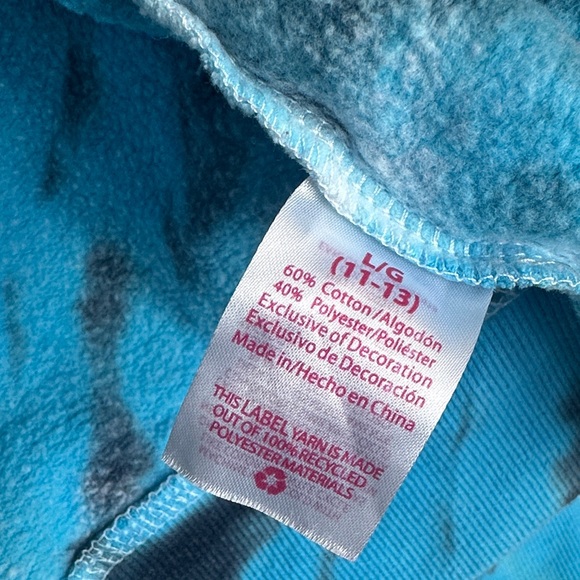 L/G
(11-13)
60% Cotton/Algodón
40% Polyester/Poliéster
Exclusive of Decoration
Exclusivo de Decoración
Made in/Hecho en China
THIS LABEL YARN IS MADE
OUT OF 100% RECYCLED
POLYESTER MATERIALS